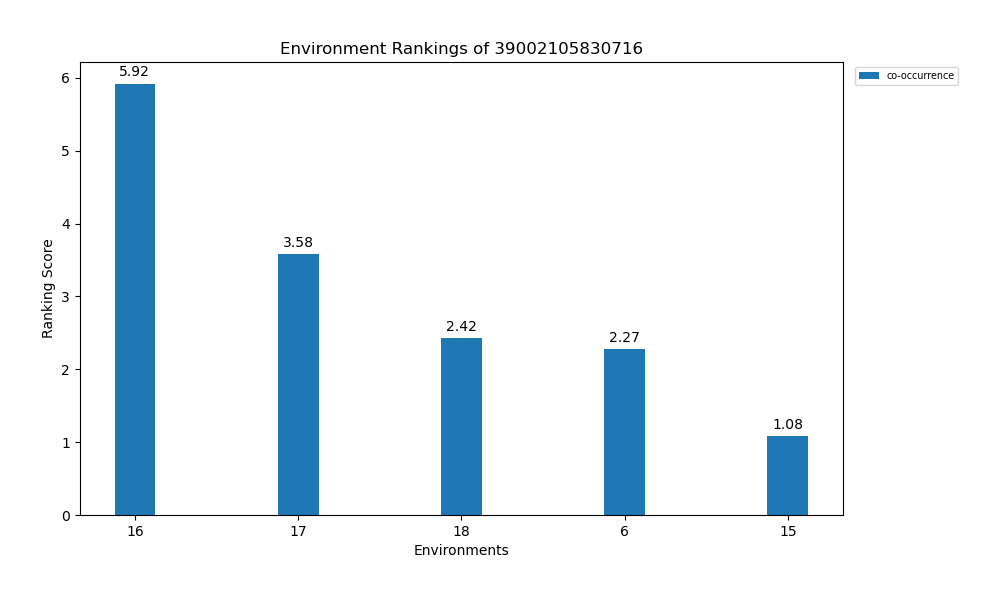 Environment Rankings of 39002105830716
co-occurrence
Ranking Score
6
5
4
3
2
1
0
5.92
3.58
2.42
2.27
1.08
16 17 18 6 15
Environments